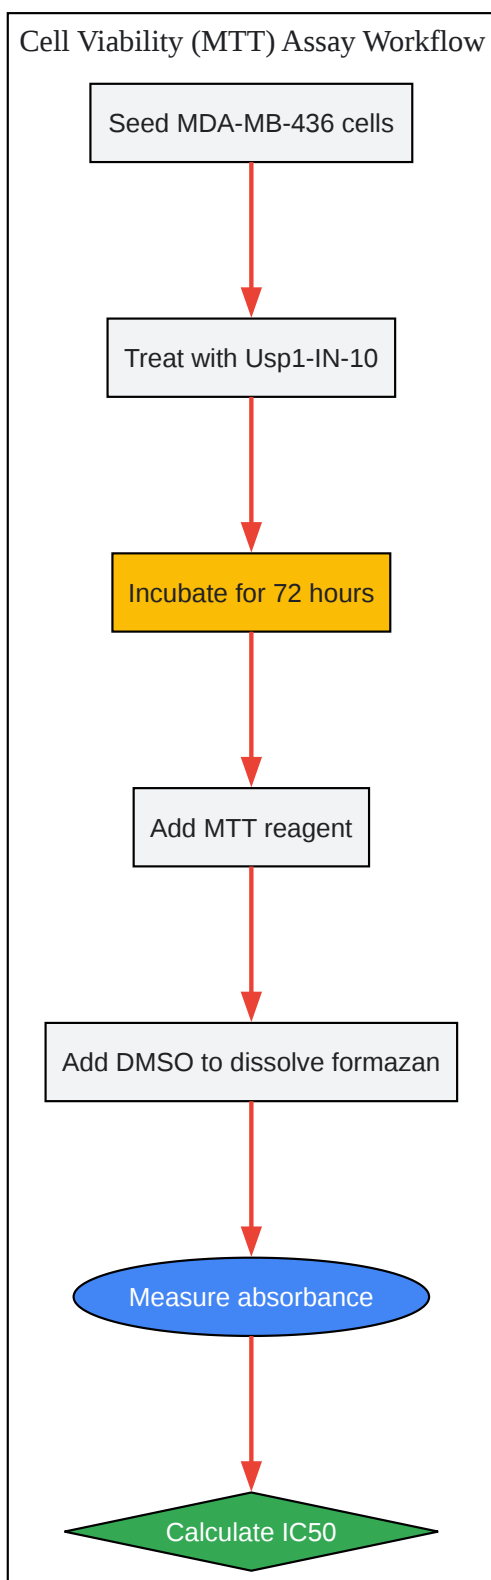 Cell Viability (MTT) Assay Workflow
Seed MDA-MB-436 cells
Treat with Usp1-IN-10
Incubate for 72 hours
Add MTT reagent
Add DMSO to dissolve formazan
Measure absorbance
Calculate IC50